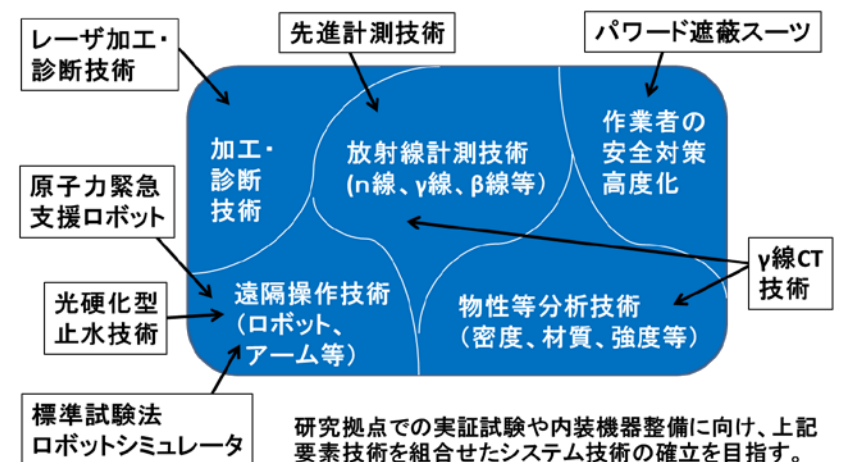 レーザ加工・
診断技術
先進計測技術
パワード遮蔽スーツ
加工・
診断
技術
放射線計測技術
(n線、γ線、β線等)
作業者の
安全対策
高度化
原子力緊急
支援ロボット
γ線CT
技術
光硬化型
止水技術
遠隔操作技術
(ロボット、
アーム等)
物性等分析技術
(密度、材質、強度等)
標準試験法
ロボットシミュレータ
研究拠点での実証試験や内装機器整備に向け、上記
要素技術を組合せたシステム技術の確立を目指す。